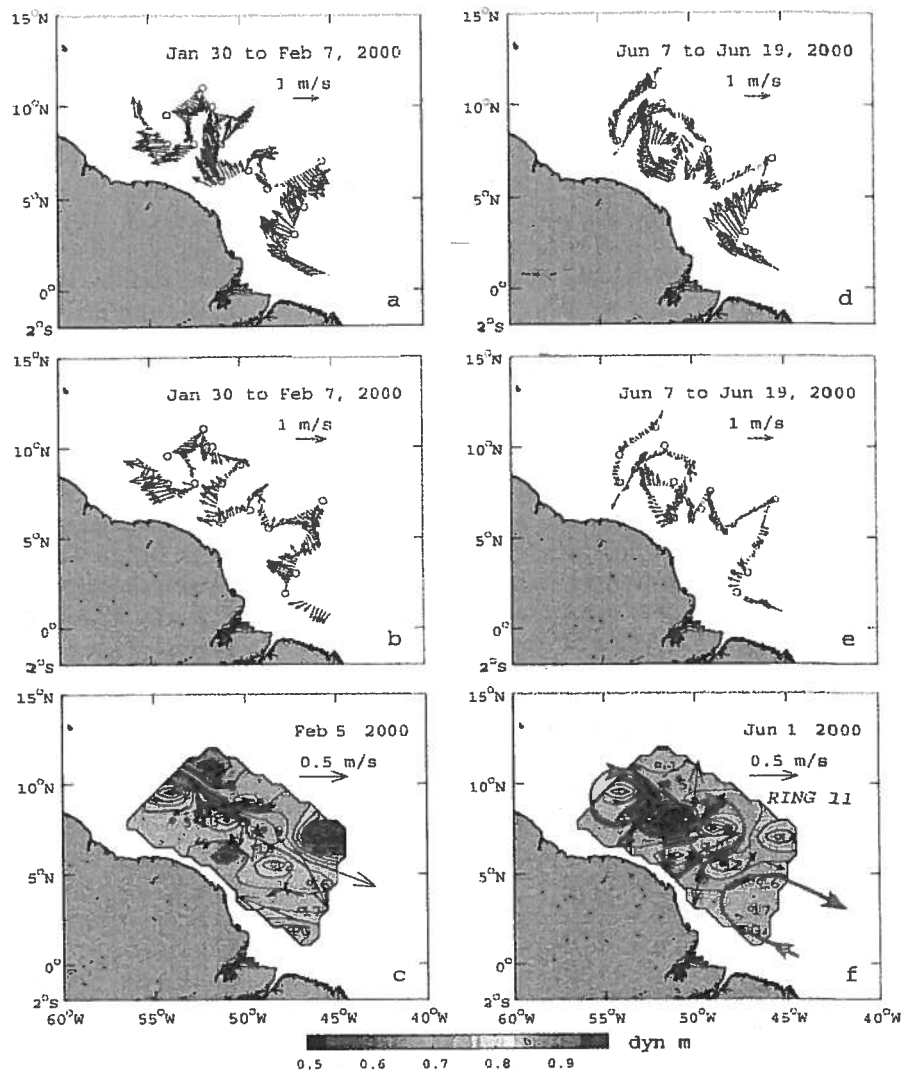 15°N
10°N
5°N
0°
2°S
Jan 30 to Feb 7, 2000
1 m/s
a
15°N
10°N
5°N
0°
2°S
Jun 7 to Jun 19, 2000
1 m/s
d
15°N
10°N
5°N
0°
2°S
Jan 30 to Feb 7, 2000
1 m/s
b
15°N
10°N
5°N
0°
2°S
Jun 7 to Jun 19, 2000
1 m/s
e
15°N
10°N
5°N
0°
2°S
Feb 5 2000
0.5 m/s
c
60°W 55°W 50°W 45°W 40°W
15°N
10°N
5°N
0°
2°S
Jun 1 2000
0.5 m/s
RING 11
f
60°W 55°W 50°W 45°W 40°W
dyn m
0.5 0.6 0.7 0.8 0.9